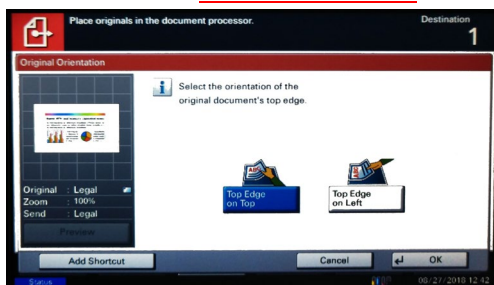 Place originals in the document processor.
Destination
1
Original Orientation
Select the orientation of the
original document's top edge.
Original : Legal
Zoom : 100%
Send : Legal
Preview
Top Edge
on Top
Top Edge
on Left
Add Shortcut
Cancel
OK
Status
08/27/2010 12:42